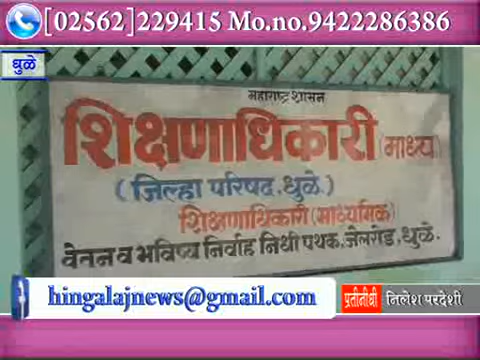 [02562]229415 Mo.no.9422286386
धुळे
महाराष्ट्र शासन
शिक्षणाधिकारी (माध्य)
(जिल्हा परिषद, धुळे.)
शिक्षणाधिकारी (माध्यमिक)
वेतन व भविष्य निर्वाह निधी पथक, जेलरोड, धुळे.
hingalajnews@gmail.com
प्रतीनीधी निलेश परदेशी